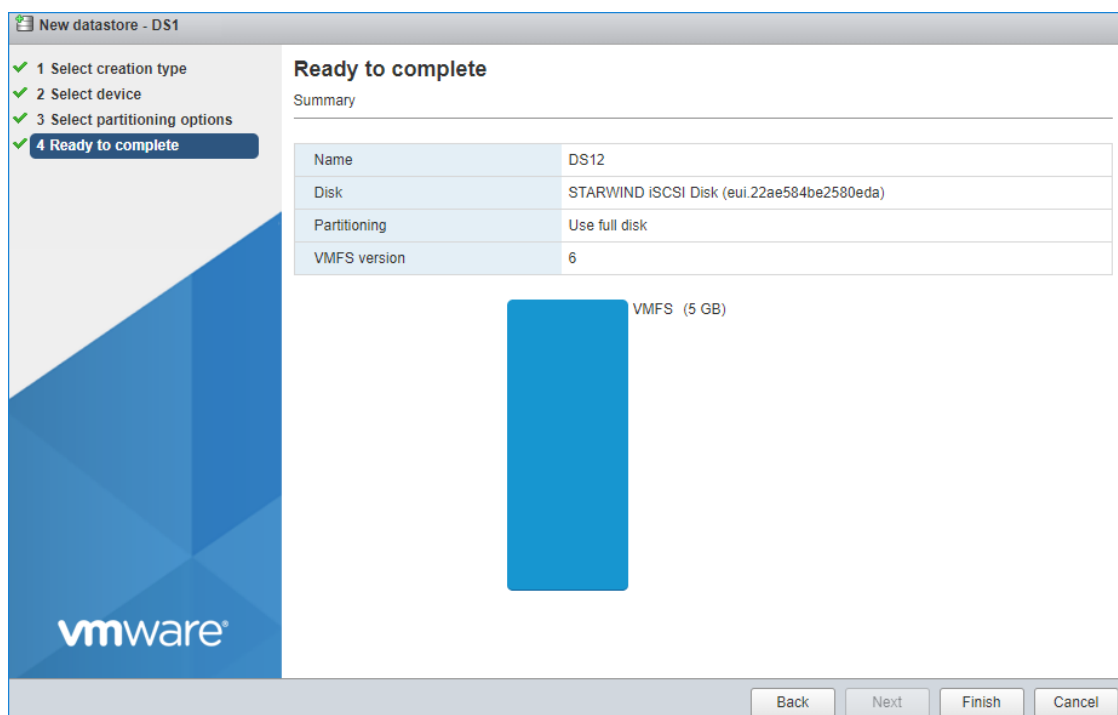 New datastore - DS1
1 Select creation type
2 Select device
3 Select partitioning options
4 Ready to complete
Ready to complete
Summary
Name DS12
Disk STARWIND iSCSI Disk (eui.22ae584be2580eda)
Partitioning Use full disk
VMFS version 6
VMFS (5 GB)
vmware®
Back Next Finish Cancel